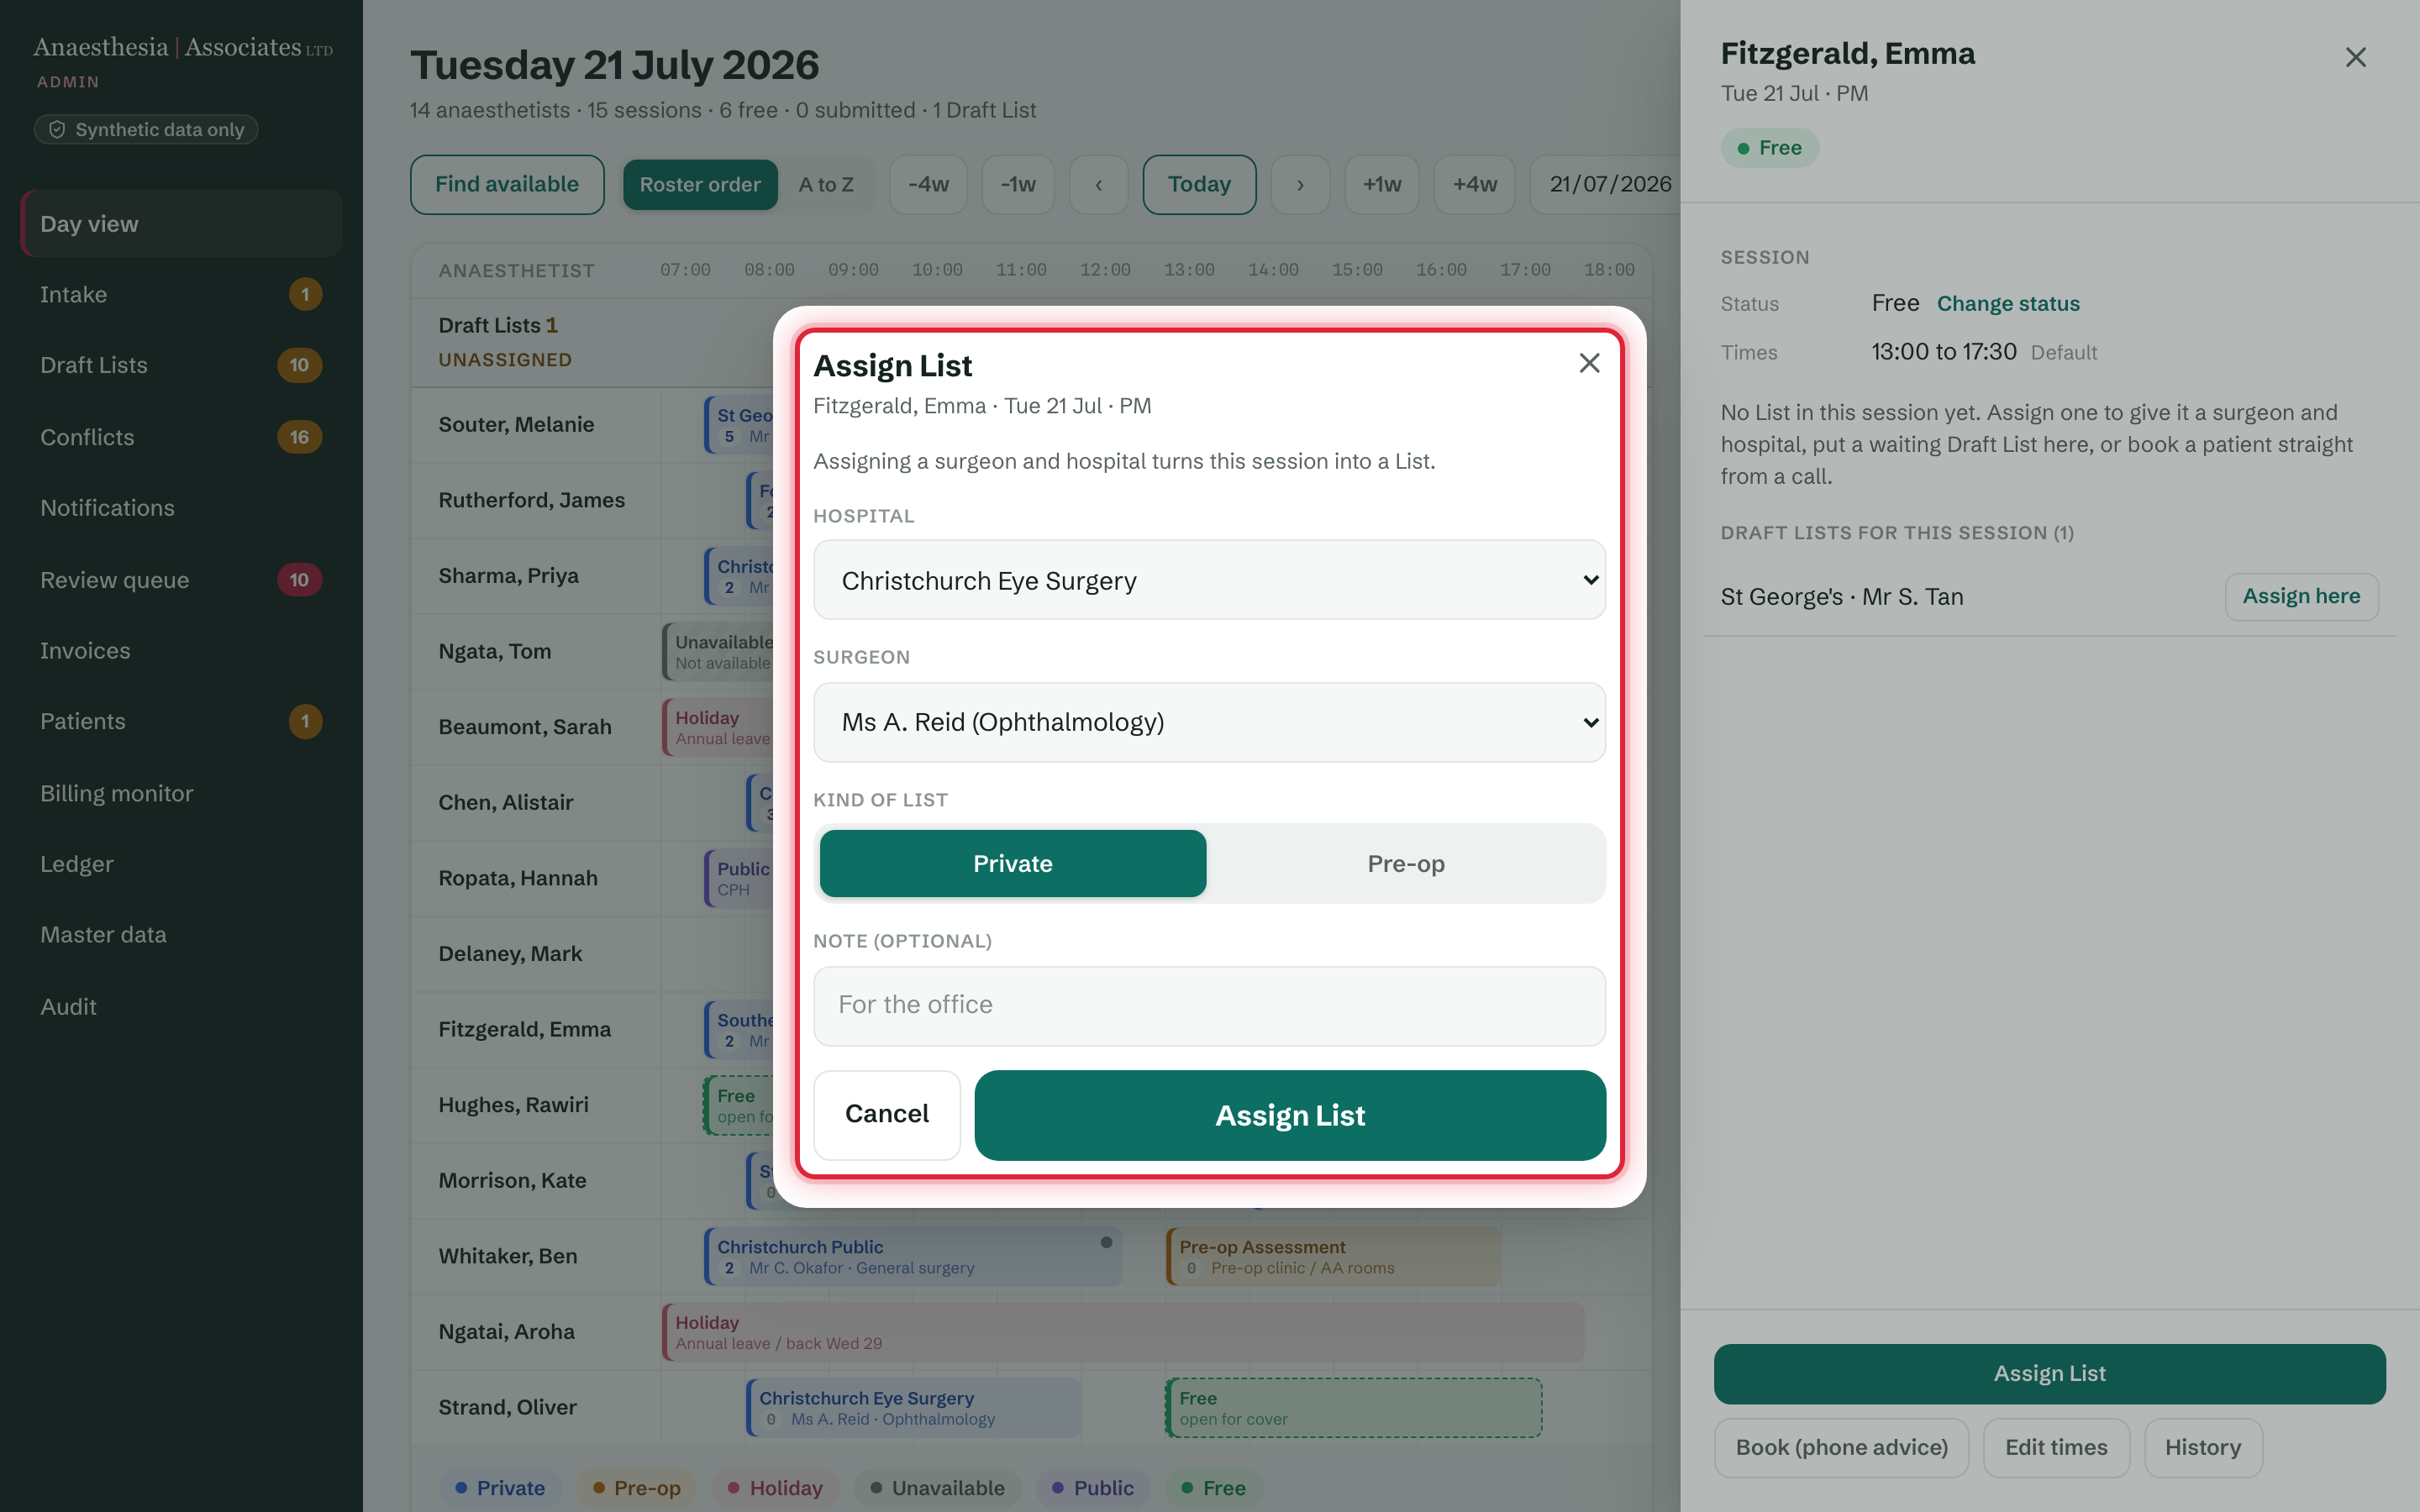 Anaesthesia | Associates LTD
ADMIN
Synthetic data only
Day view
Intake 1
Draft Lists 10
Conflicts 16
Notifications
Review queue 10
Invoices
Patients 1
Billing monitor
Ledger
Master data
Audit
Tuesday 21 July 2026
14 anaesthetists · 15 sessions · 6 free · 0 submitted · 1 Draft List
Find available Roster order A to Z -4w -1w ‹ Today › +1w +4w 21/07/2026
ANAESTHETIST 07:00 08:00 09:00 10:00 11:00 12:00 13:00 14:00 15:00 16:00 17:00 18:00
Draft Lists 1
UNASSIGNED
Souter, Melanie
St Geo
5 Mr
Rutherford, James
Sharma, Priya
Christc
2 Mr
Ngata, Tom
Unavailable
Not available
Beaumont, Sarah
Holiday
Annual leave
Chen, Alistair
C
Ropata, Hannah
Public
CPH
Delaney, Mark
Fitzgerald, Emma
Southe
2 Mr
Hughes, Rawiri
Free
open fo
Morrison, Kate
0
Whitaker, Ben
Christchurch Public
2 Mr C. Okafor · General surgery
Pre-op Assessment
0 Pre-op clinic / AA rooms
Ngatai, Aroha
Holiday
Annual leave / back Wed 29
Strand, Oliver
Christchurch Eye Surgery
0 Ms A. Reid · Ophthalmology
Free
open for cover
Private Pre-op Holiday Unavailable Public Free
Assign List
Fitzgerald, Emma · Tue 21 Jul · PM
Assigning a surgeon and hospital turns this session into a List.
HOSPITAL
Christchurch Eye Surgery
SURGEON
Ms A. Reid (Ophthalmology)
KIND OF LIST
Private Pre-op
NOTE (OPTIONAL)
For the office
Cancel Assign List
Fitzgerald, Emma
Tue 21 Jul · PM
Free
SESSION
Status Free Change status
Times 13:00 to 17:30 Default
No List in this session yet. Assign one to give it a surgeon and
hospital, put a waiting Draft List here, or book a patient straight
from a call.
DRAFT LISTS FOR THIS SESSION (1)
St George's · Mr S. Tan Assign here
Assign List
Book (phone advice) Edit times History